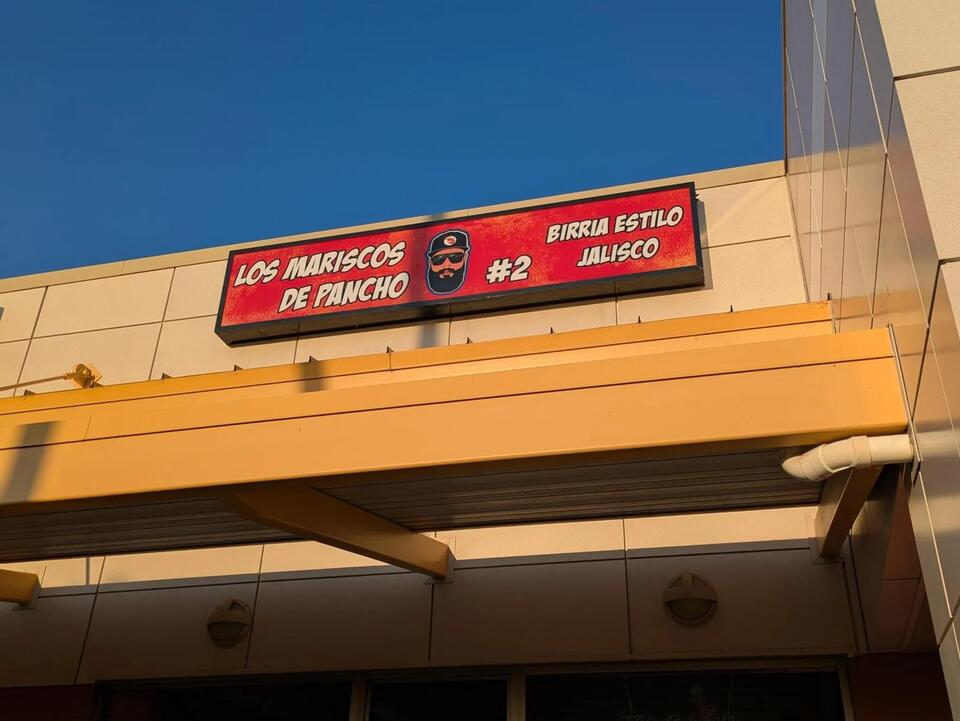 LOS MARISCOS
DE PANCHO
#2
BIRRIA ESTILO
JALISCO